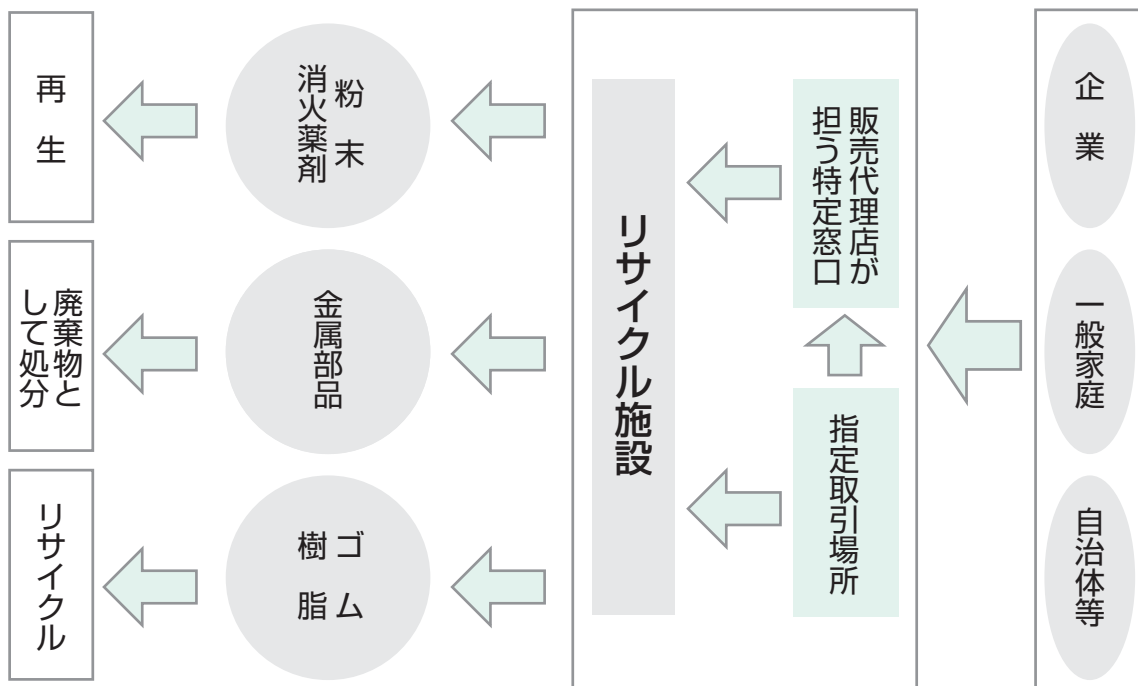 企業
一般家庭
自治体等
販売代理店が
担う特定窓口
指定取引場所
リサイクル施設
粉末
消火薬剤
金属部品
ゴム
樹脂
再生
廃棄物と
して処分
リサイクル